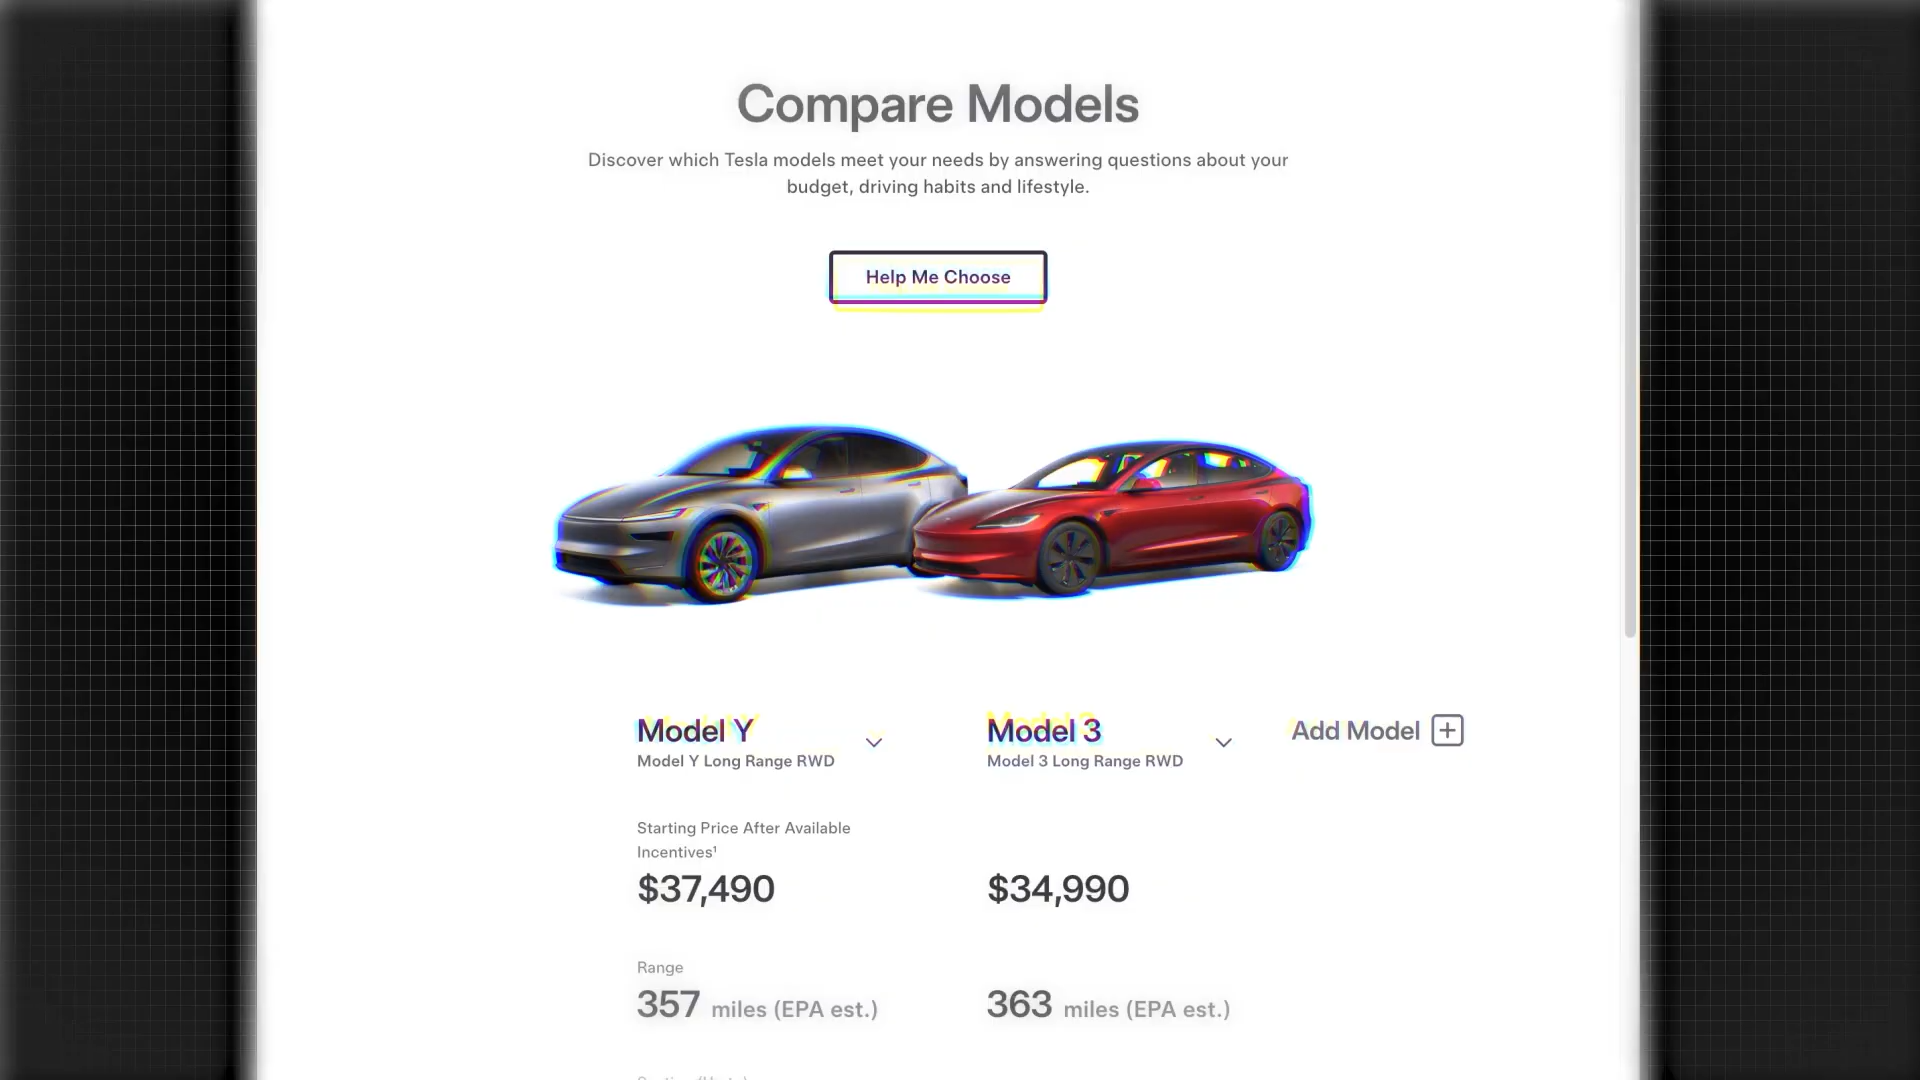 Compare Models
Discover which Tesla models meet your needs by answering questions about your
budget, driving habits and lifestyle.
Help Me Choose
Model Y
Model Y Long Range RWD
Model 3
Model 3 Long Range RWD
Add Model
Starting Price After Available
Incentives¹
$37,490
$34,990
Range
357 miles (EPA est.)
363 miles (EPA est.)